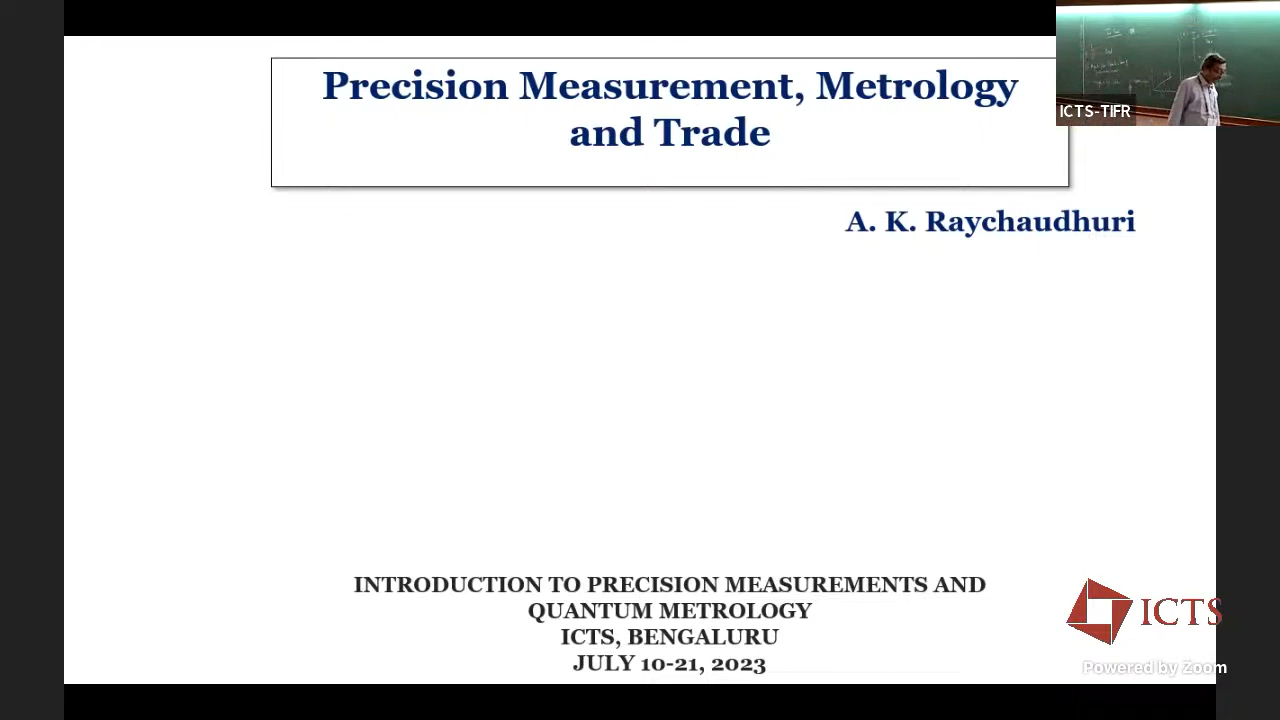 Precision Measurement, Metrology
and Trade
ICTS-TIFR
A. K. Raychaudhuri
INTRODUCTION TO PRECISION MEASUREMENTS AND
QUANTUM METROLOGY
ICTS, BENGALURU
JULY 10-21, 2023
ICTS
Powered by Zoom